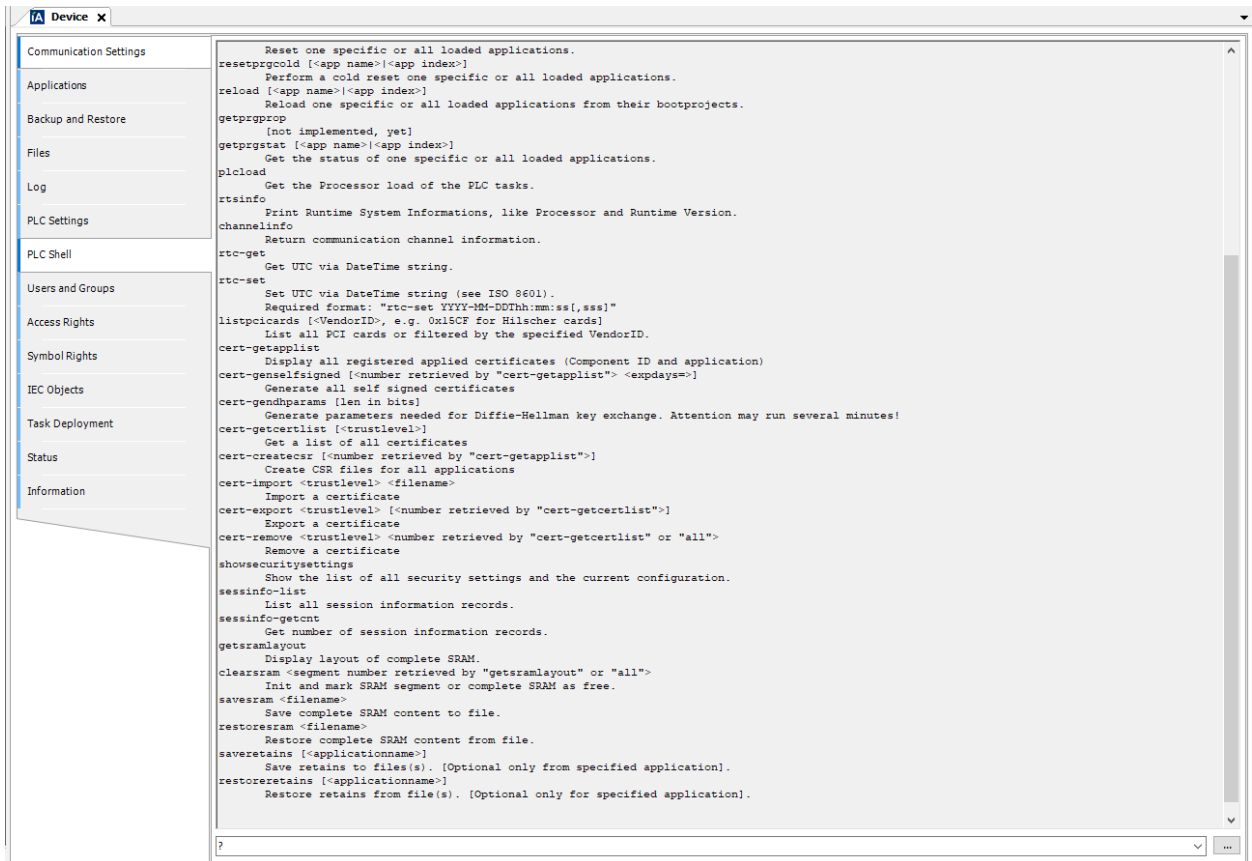 Device
Communication Settings
Applications
Backup and Restore
Files
Log
PLC Settings
PLC Shell
Users and Groups
Access Rights
Symbol Rights
IEC Objects
Task Deployment
Status
Information
Reset one specific or all loaded applications.
resetprgcold [<app name>|<app index>]
Perform a cold reset one specific or all loaded applications.
reload [<app name>|<app index>]
Reload one specific or all loaded applications from their bootprojects.
getprgprop
[not implemented, yet]
getprgstat [<app name>|<app index>]
Get the status of one specific or all loaded applications.
plcload
Get the Processor load of the PLC tasks.
rtsinfo
Print Runtime System Informations, like Processor and Runtime Version.
channelinfo
Return communication channel information.
rtc-get
Get UTC via DateTime string.
rtc-set
Set UTC via DateTime string (see ISO 8601).
Required format: "rtc-set YYYY-MM-DDThh:mm:ss[,sss]"
listpcicards [<VendorID>, e.g. 0x15CF for Hilscher cards]
List all PCI cards or filtered by the specified VendorID.
cert-getapplist
Display all registered applied certificates (Component ID and application)
cert-genselfsigned [<number retrieved by "cert-getapplist"> <expdays=>]
Generate all self signed certificates
cert-gendhparams [len in bits]
Generate parameters needed for Diffie-Hellman key exchange. Attention may run several minutes!
cert-getcertlist [<trustlevel>]
Get a list of all certificates
cert-createcsr [<number retrieved by "cert-getapplist">]
Create CSR files for all applications
cert-import <trustlevel> <filename>
Import a certificate
cert-export <trustlevel> [<number retrieved by "cert-getcertlist">]
Export a certificate
cert-remove <trustlevel> <number retrieved by "cert-getcertlist" or "all">
Remove a certificate
showsecuritysettings
Show the list of all security settings and the current configuration.
sessinfo-list
List all session information records.
sessinfo-getcnt
Get number of session information records.
getsramlayout
Display layout of complete SRAM.
clearsram <segment number retrieved by "getsramlayout" or "all">
Init and mark SRAM segment or complete SRAM as free.
savesram <filename>
Save complete SRAM content to file.
restoresram <filename>
Restore complete SRAM content from file.
saveretains [<applicationname>]
Save retains to files(s). [Optional only from specified application].
restoreretains [<applicationname>]
Restore retains from file(s). [Optional only for specified application].
?
...